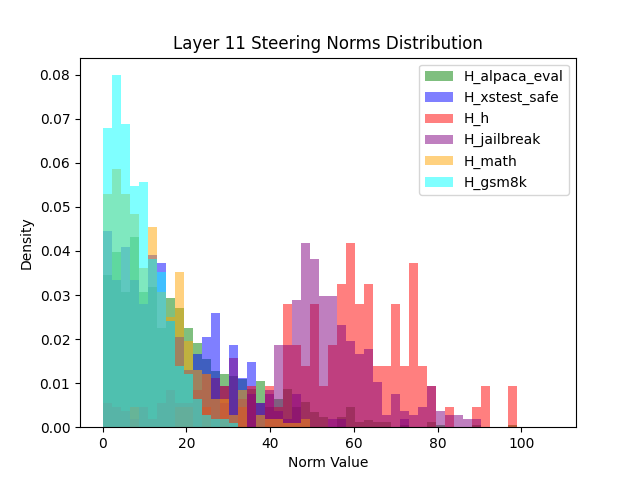 Layer 11 Steering Norms Distribution
H_alpaca_eval
H_xstest_safe
H_h
H_jailbreak
H_math
H_gsm8k
Density
0.08
0.07
0.06
0.05
0.04
0.03
0.02
0.01
0.00
0 20 40 60 80 100
Norm Value